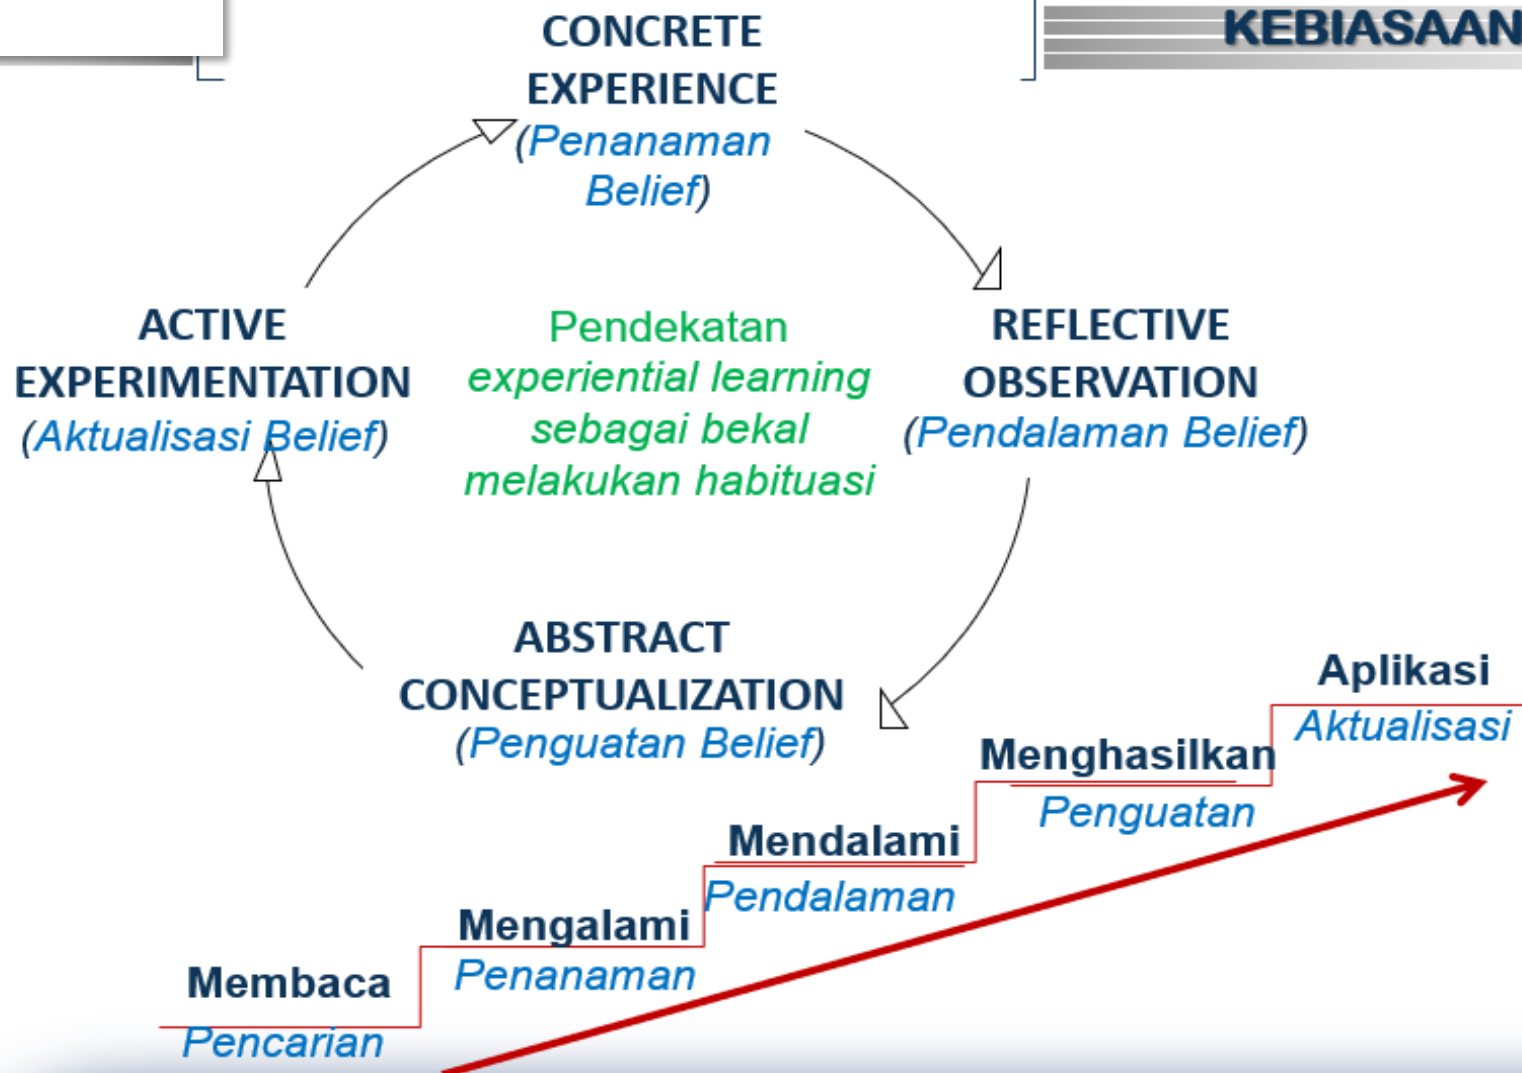 KEBIASAAN
CONCRETE
EXPERIENCE
(Penanaman
Belief)
ACTIVE
EXPERIMENTATION
(Aktualisasi Belief)
Pendekatan
experiential learning
sebagai bekal
melakukan habituasi
REFLECTIVE
OBSERVATION
(Pendalaman Belief)
ABSTRACT
CONCEPTUALIZATION
(Penguatan Belief)
Aplikasi
Aktualisasi
Menghasilkan
Penguatan
Mendalami
Pendalaman
Mengalami
Penanaman
Membaca
Pencarian